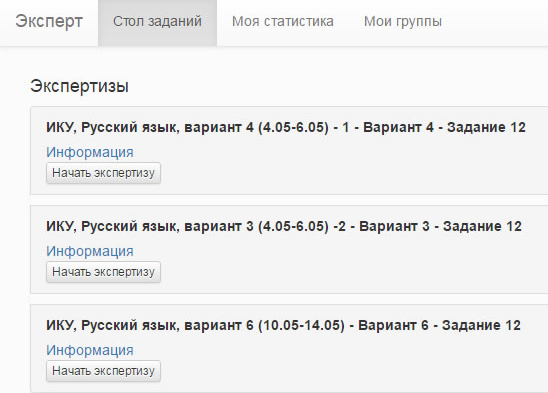 Эксперт Стол заданий Моя статистика Мои группы
Экспертизы
ИКУ, Русский язык, вариант 4 (4.05-6.05) - 1 - Вариант 4 - Задание 12
Информация
Начать экспертизу
ИКУ, Русский язык, вариант 3 (4.05-6.05) -2 - Вариант 3 - Задание 12
Информация
Начать экспертизу
ИКУ, Русский язык, вариант 6 (10.05-14.05) - Вариант 6 - Задание 12
Информация
Начать экспертизу